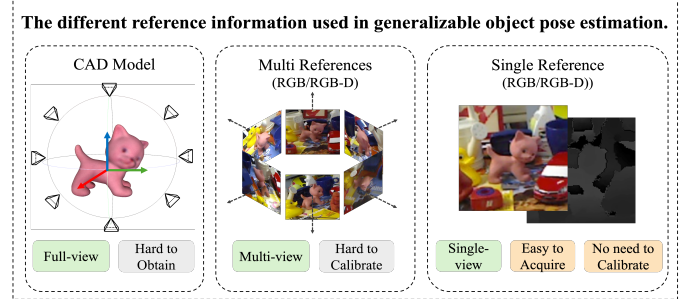 The different reference information used in generalizable object pose estimation.
CAD Model
Full-view
Hard to
Obtain
Multi References
(RGB/RGB-D)
Multi-view
Hard to
Calibrate
Single Reference
(RGB/RGB-D))
Single-
view
Easy to
Acquire
No need to
Calibrate